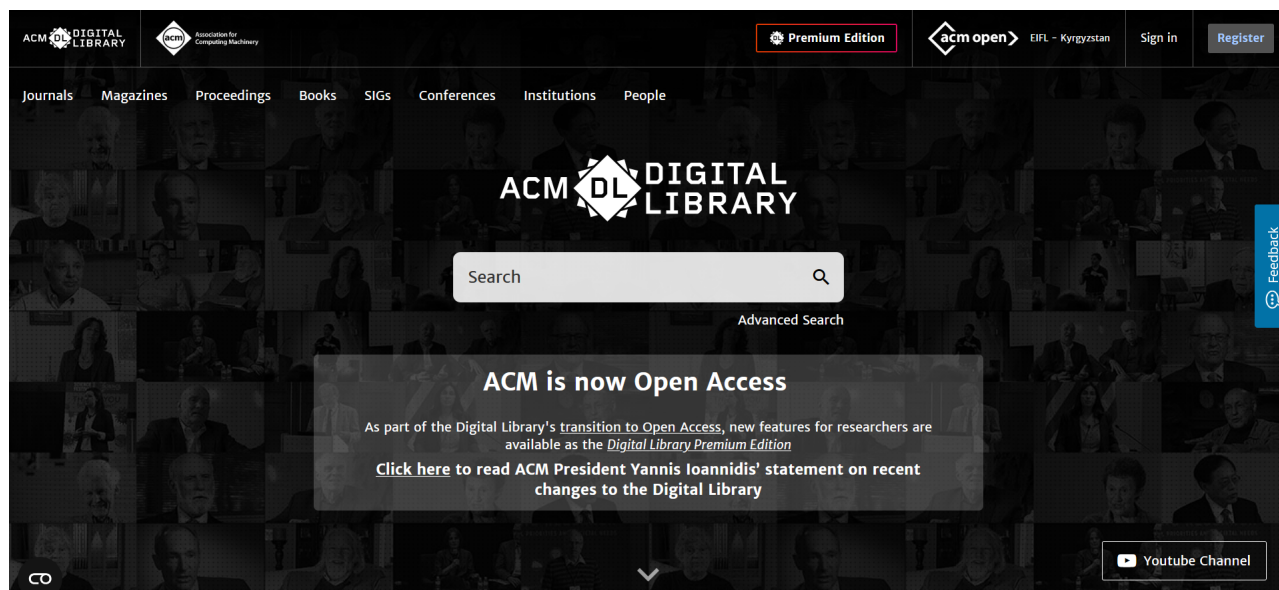 ACM DL DIGITAL LIBRARY
acm Association for Computing Machinery
Premium Edition
acm open EIFL - Kyrgyzstan
Sign in
Register
Journals Magazines Proceedings Books SIGs Conferences Institutions People
ACM DL DIGITAL LIBRARY
Search
Advanced Search
Feedback
ACM is now Open Access
As part of the Digital Library's transition to Open Access, new features for researchers are
available as the Digital Library Premium Edition
Click here to read ACM President Yannis Ioannidis’ statement on recent
changes to the Digital Library
Youtube Channel